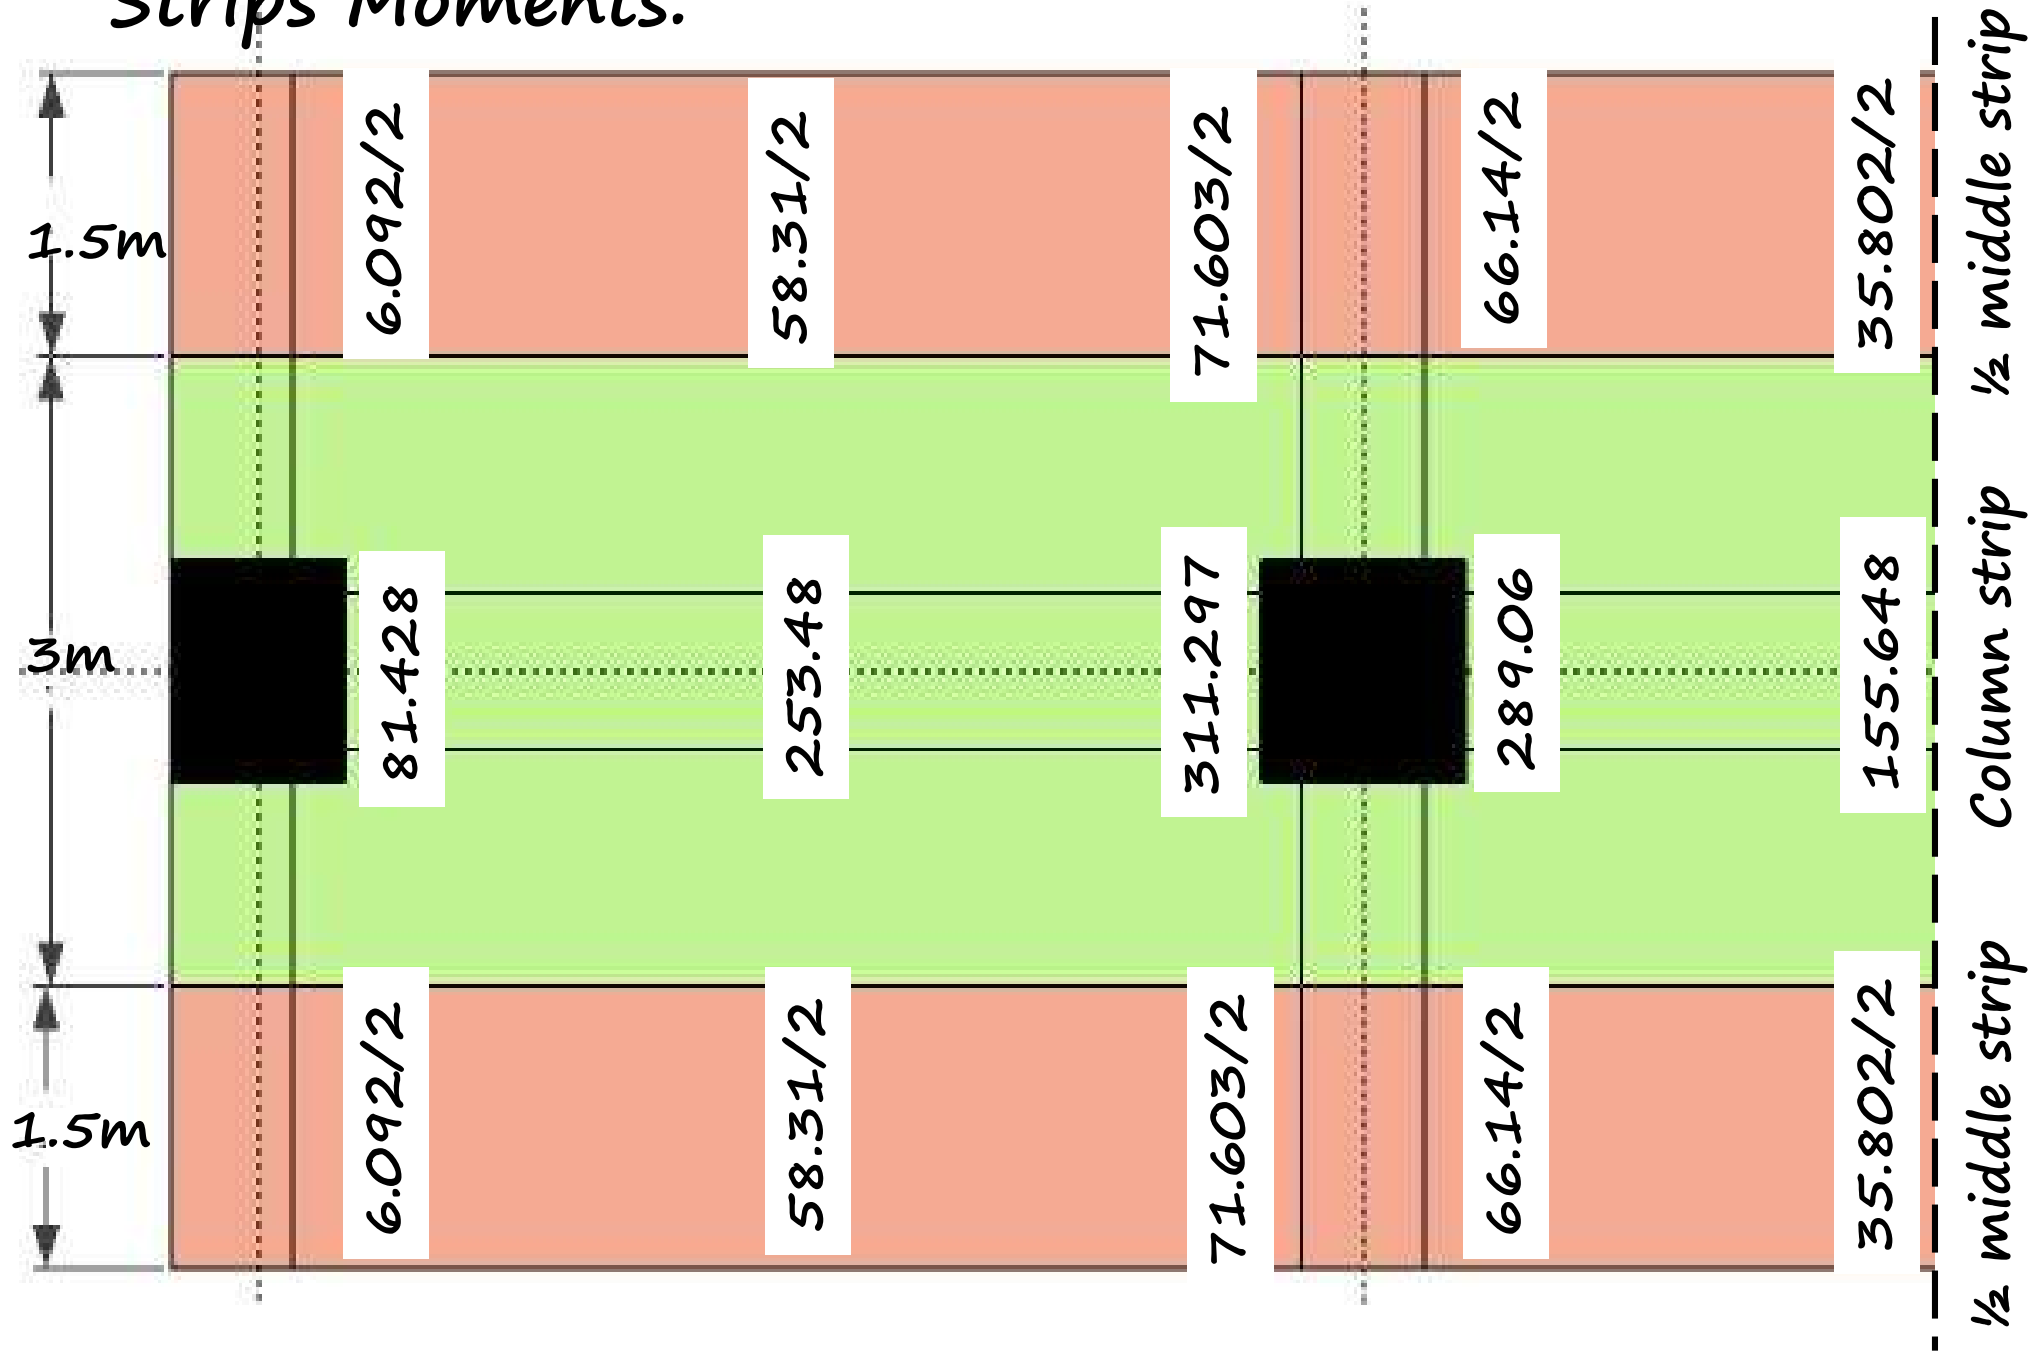 Strips Moments.
6.092/2
58.31/2
71.603/2
66.14/2
35.802/2
½ middle strip
1.5m
3m
81.428
253.48
311.297
289.06
155.648
Column strip
1.5m
6.092/2
58.31/2
71.603/2
66.14/2
35.802/2
½ middle strip